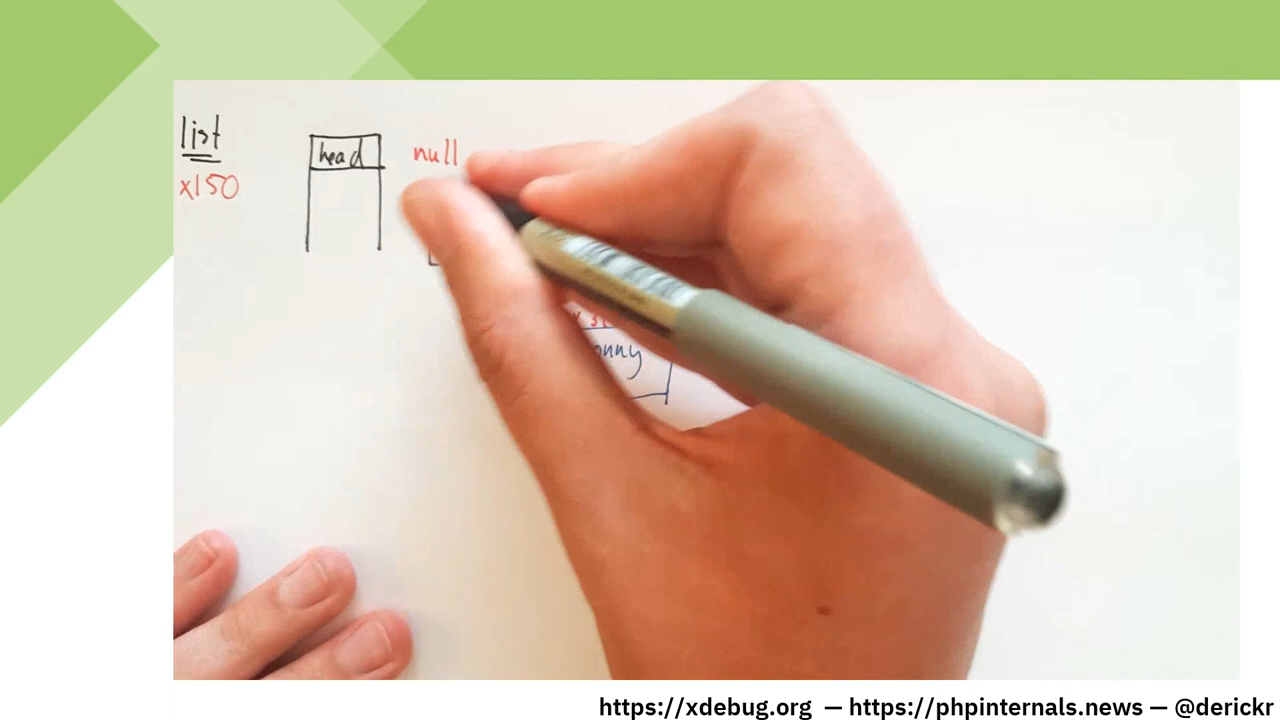 list
x150
head
null
https://xdebug.org — https://phpinternals.news — @derickr